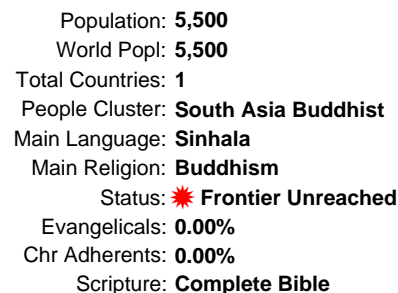 Population: 5,500
World Popl: 5,500
Total Countries: 1
People Cluster: South Asia Buddhist
Main Language: Sinhala
Main Religion: Buddhism
Status: Frontier Unreached
Evangelicals: 0.00%
Chr Adherents: 0.00%
Scripture: Complete Bible